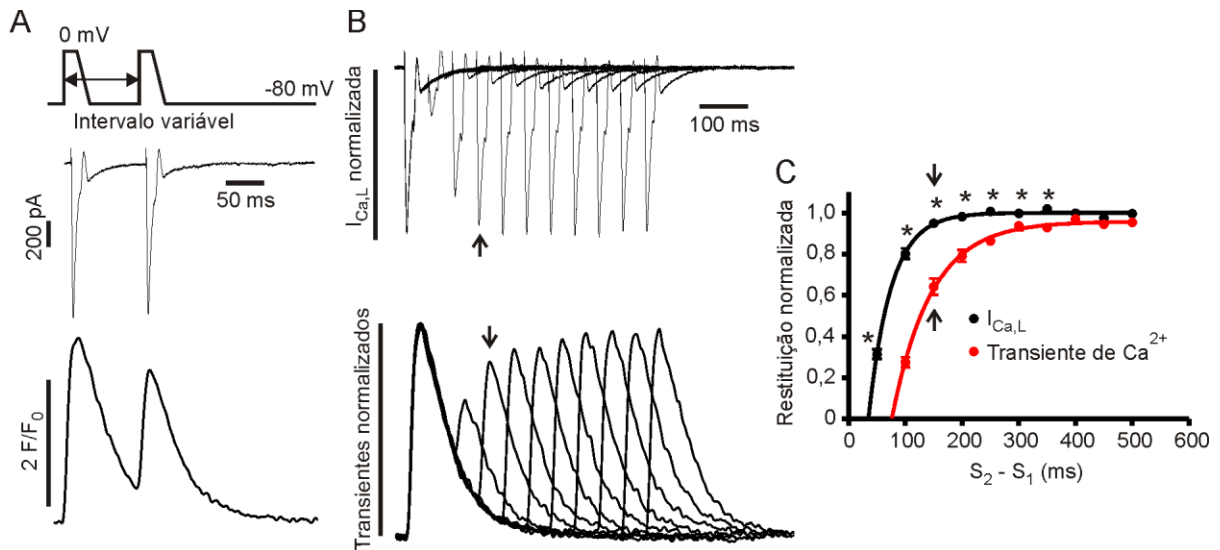 A
0 mV
-80 mV
Intervalo variável
50 ms
200 pA
2 F/F0
B
ICa,L normalizada
100 ms
Transientes normalizados
C
Restituição normalizada
1,0
0,8
0,6
0,4
0,2
0
* * * * * * *
ICa,L
Transiente de Ca2+
0 100 200 300 400 500 600
S2 - S1 (ms)